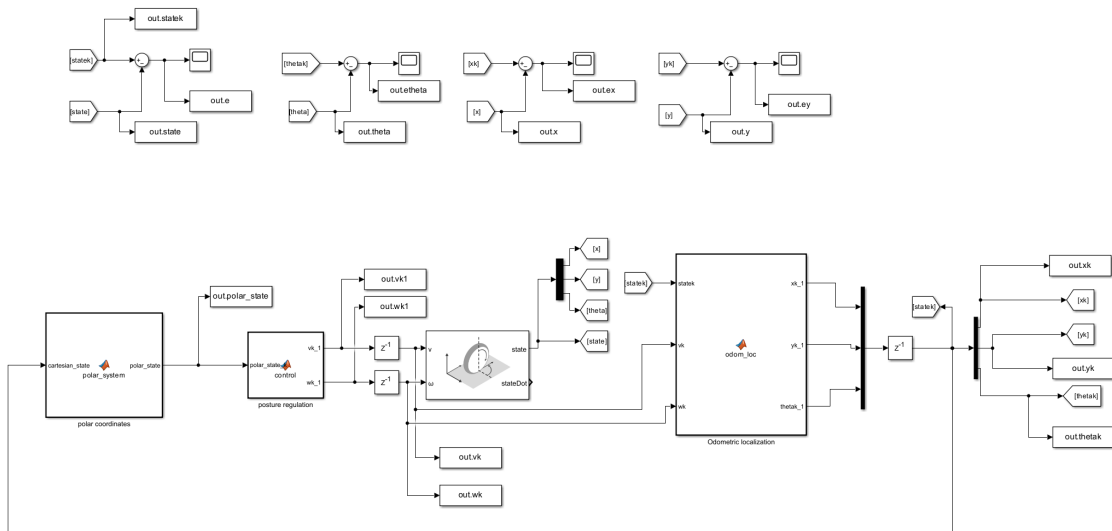 out.statek
[statek]
+
-
[state]
out.e
out.state
[thetak]
+
-
[theta]
out.etheta
out.theta
[xk]
+
-
[x]
out.ex
out.x
[yk]
+
-
[y]
out.ey
out.y
cartesian_state
polar_system
polar_state
polar coordinates
out.polar_state
polar_state
control
vk_1
wk_1
posture regulation
out.vk1
out.wk1
z-1
z-1
v
ω
state
stateDot
[x]
[y]
[theta]
[state]
out.vk
out.wk
[statek]
statek
vk
wk
odom_loc
xk_1
yk_1
thetak_1
Odometric localization
z-1
[statek]
out.xk
[xk]
[yk]
out.yk
[thetak]
out.thetak